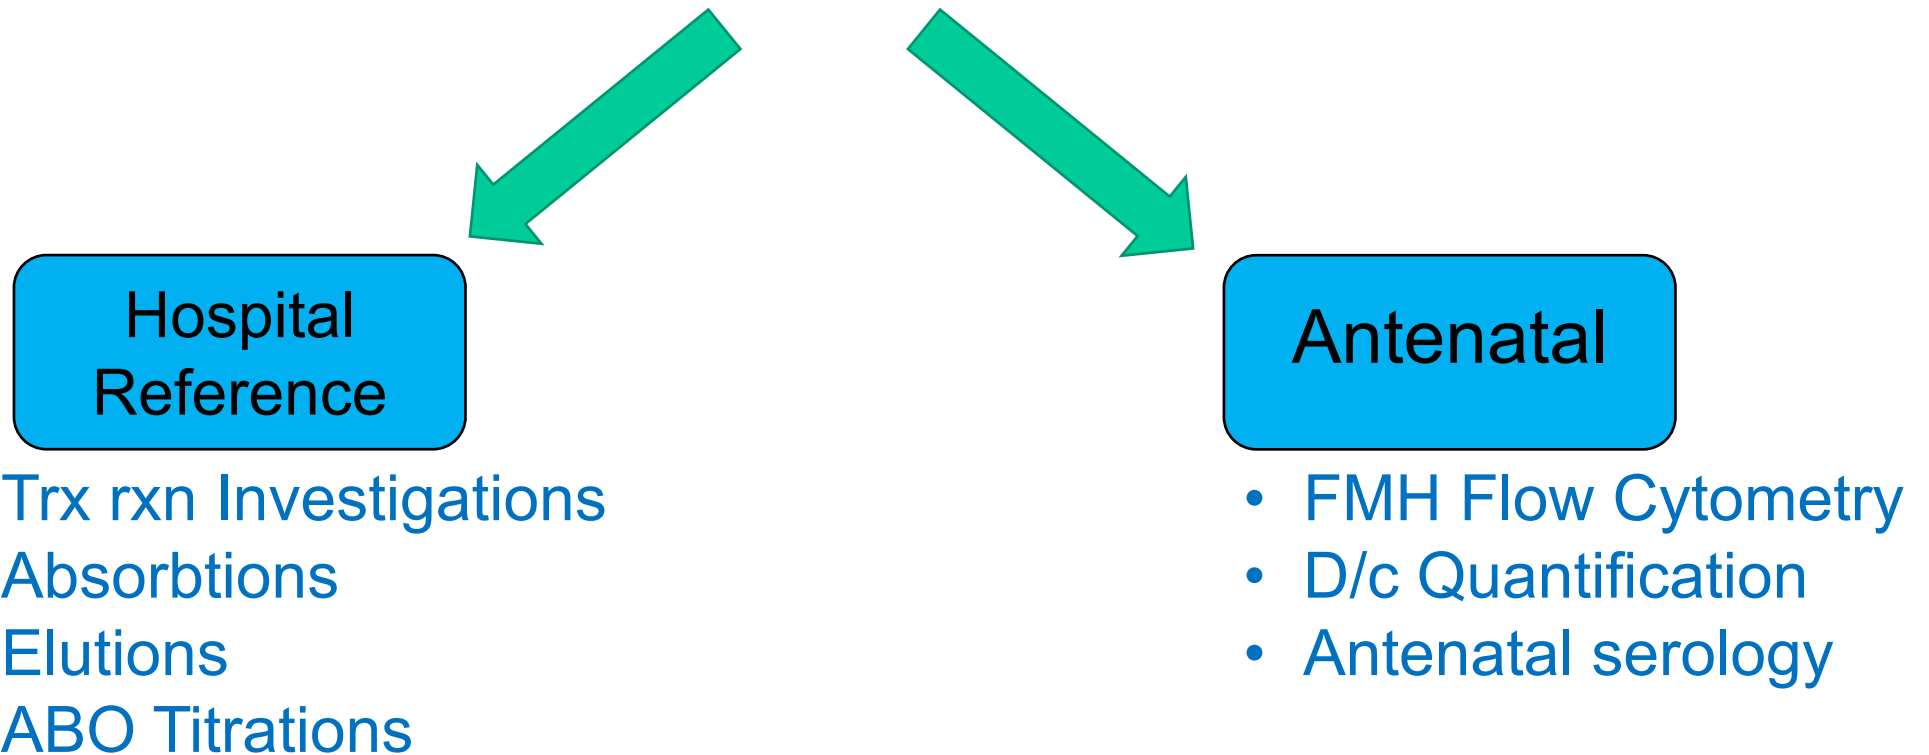 Hospital
Reference
Trx rxn Investigations
Absorbtions
Elutions
ABO Titrations
Antenatal
• FMH Flow Cytometry
• D/c Quantification
• Antenatal serology